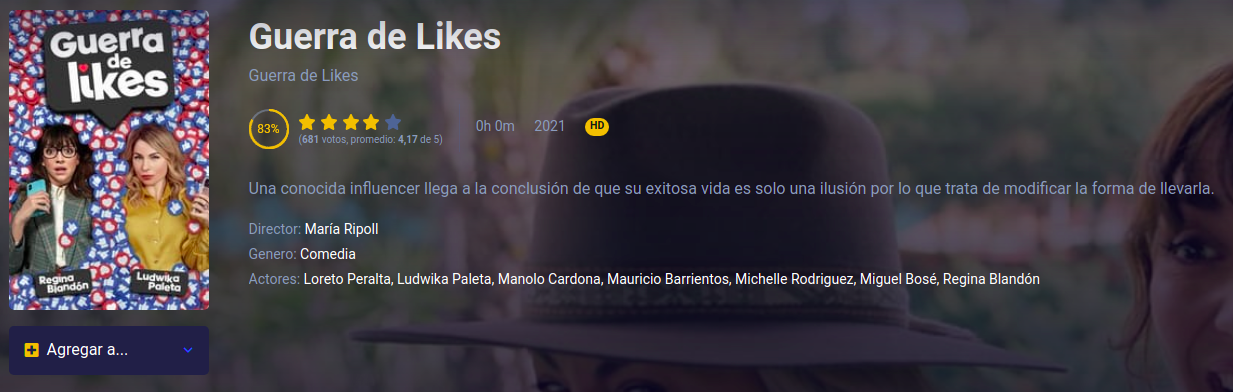 Guerra
de
likes
Regina
Blandón
Ludwika
Paleta
Agregar a...
Guerra de Likes
Guerra de Likes
83%
(681 votos, promedio: 4,17 de 5)
0h 0m 2021 HD
Una conocida influencer llega a la conclusión de que su exitosa vida es solo una ilusión por lo que trata de modificar la forma de llevarla.
Director: María Ripoll
Genero: Comedia
Actores: Loreto Peralta, Ludwika Paleta, Manolo Cardona, Mauricio Barrientos, Michelle Rodriguez, Miguel Bosé, Regina Blandón